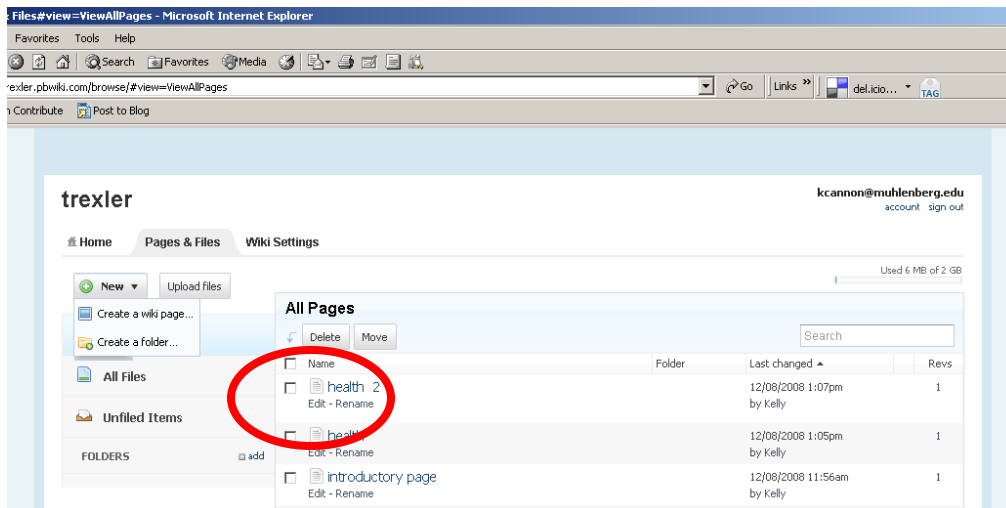 Files#view=ViewAllPages - Microsoft Internet Explorer
Favorites Tools Help
Search Favorites Media
rexler.pbwiki.com/browse/#view=ViewAllPages Go Links » del.icio... TAG
Contribute Post to Blog
trexler
kcannon@muhlenberg.edu
account sign out
Home Pages & Files Wiki Settings
Used 6 MB of 2 GB
New Upload files
Create a wiki page...
Create a folder...
All Files
Unfiled Items
FOLDERS add
All Pages
Delete Move Search
Name Folder Last changed Revs
health 2 12/08/2008 1:07pm 1
Edit - Rename by Kelly
health 12/08/2008 1:05pm 1
Edit - Rename by Kelly
introductory page 12/08/2008 11:56am 1
Edit - Rename by Kelly